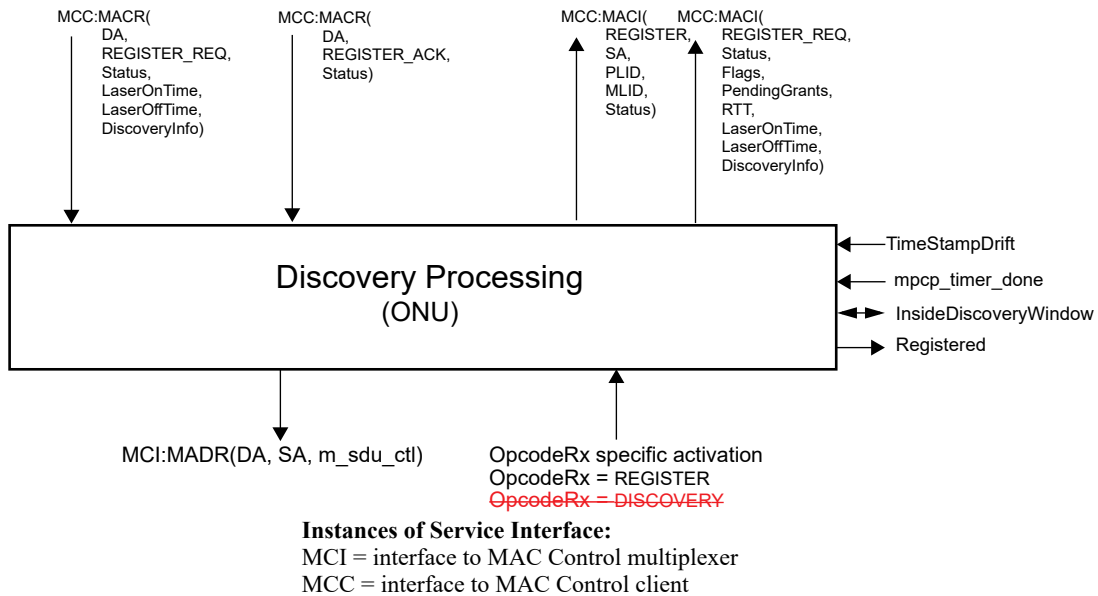 MCC:MACR(
DA,
REGISTER_REQ,
Status,
LaserOnTime,
LaserOffTime,
DiscoveryInfo)
MCC:MACR(
DA,
REGISTER_ACK,
Status)
MCC:MACI(
REGISTER,
SA,
PLID,
MLID,
Status)
MCC:MACI(
REGISTER_REQ,
Status,
Flags,
PendingGrants,
RTT,
LaserOnTime,
LaserOffTime,
DiscoveryInfo)
Discovery Processing
(ONU)
TimeStampDrift
mpcp_timer_done
InsideDiscoveryWindow
Registered
MCI:MADR(DA, SA, m_sdu_ctl)
OpcodeRx specific activation
OpcodeRx = REGISTER
OpcodeRx = DISCOVERY
Instances of Service Interface:
MCI = interface to MAC Control multiplexer
MCC = interface to MAC Control client